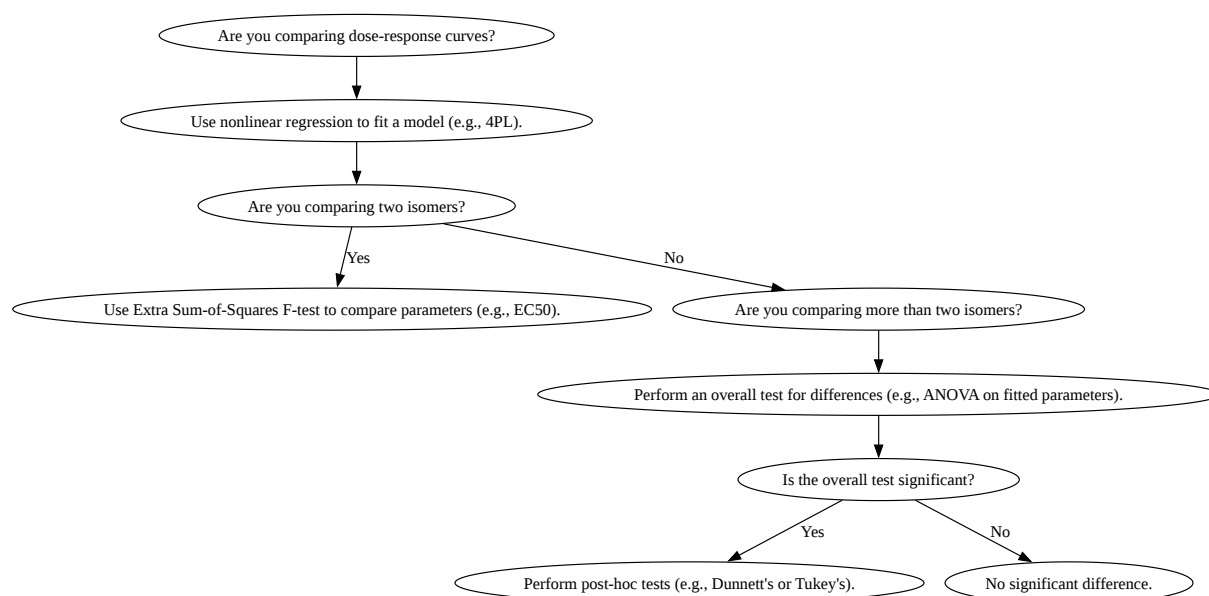 Are you comparing dose-response curves?
Use nonlinear regression to fit a model (e.g., 4PL).
Are you comparing two isomers?
Yes
No
Use Extra Sum-of-Squares F-test to compare parameters (e.g., EC50).
Are you comparing more than two isomers?
Perform an overall test for differences (e.g., ANOVA on fitted parameters).
Is the overall test significant?
Yes
No
Perform post-hoc tests (e.g., Dunnett's or Tukey's).
No significant difference.